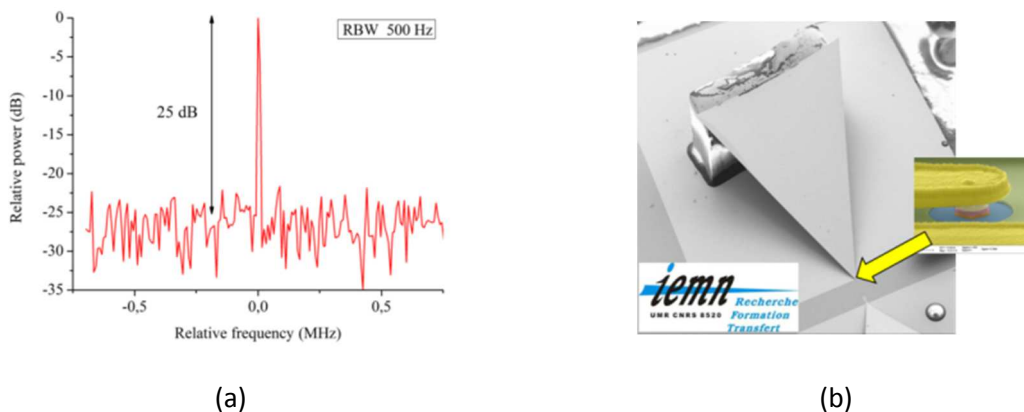 0
-5
-10
-15
-20
-25
-30
-35
Relative power (dB)
RBW 500 Hz
25 dB
-0,5
0,0
0,5
Relative frequency (MHz)
iemn
UMR CNRS 8520
Recherche
Formation
Transfert
(a)
(b)